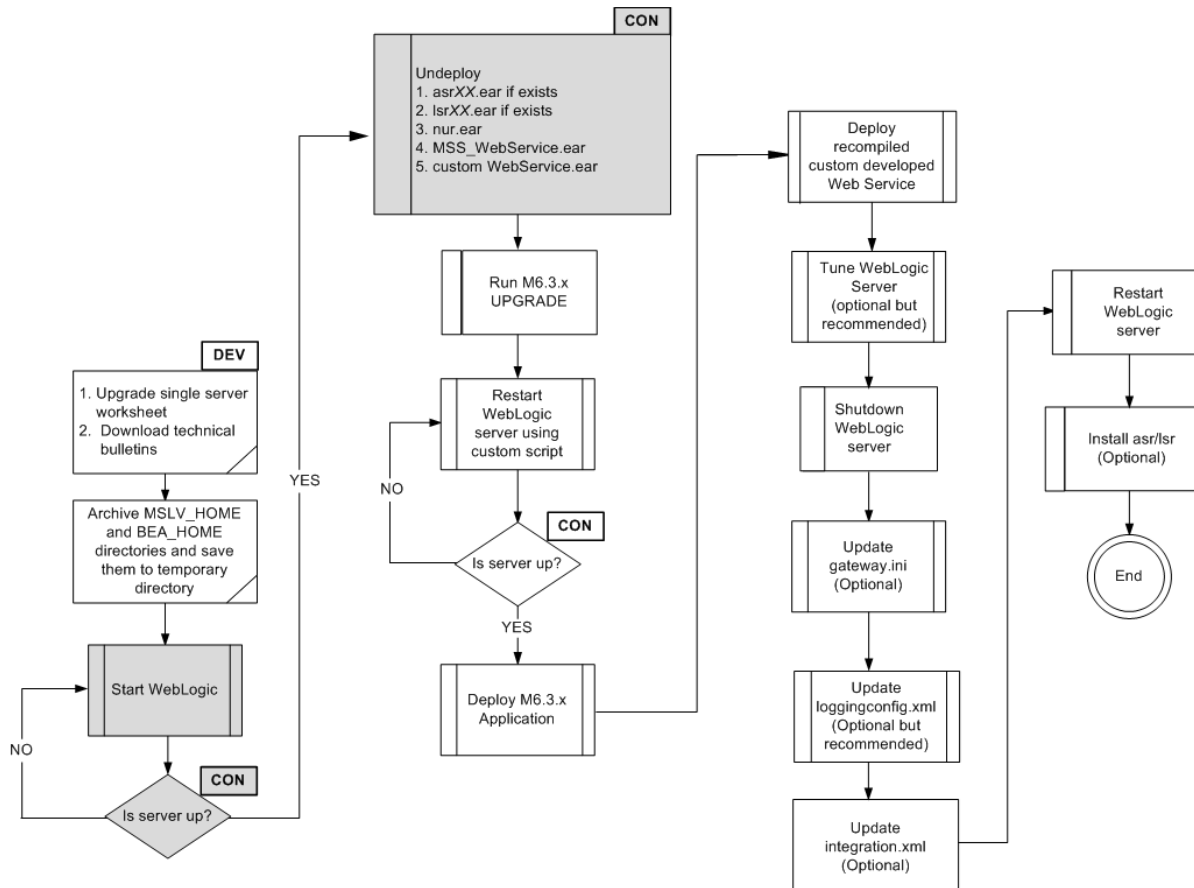 DEV
1. Upgrade single server
worksheet
2. Download technical
bulletins
Archive MSLV_HOME
and BEA_HOME
directories and save
them to temporary
directory
Start WebLogic
NO
CON
Is server up?
YES
CON
Undeploy
1. asrXX.ear if exists
2. lsrXX.ear if exists
3. nur.ear
4. MSS_WebService.ear
5. custom WebService.ear
Run M6.3.x
UPGRADE
Restart
WebLogic
server using
custom script
NO
CON
Is server up?
YES
Deploy M6.3.x
Application
Deploy
recompiled
custom developed
Web Service
Tune WebLogic
Server
(optional but
recommended)
Shutdown
WebLogic
server
Update
gateway.ini
(Optional)
Update
loggingconfig.xml
(Optional but
recommended)
Update
integration.xml
(Optional)
Restart
WebLogic
server
Install asr/lsr
(Optional)
End